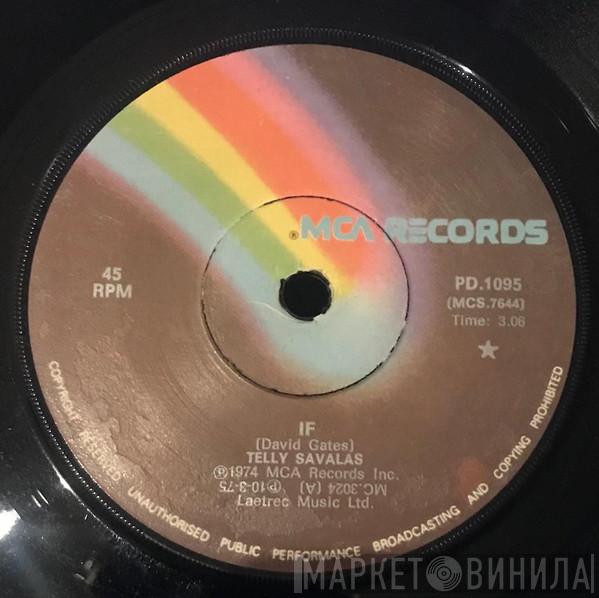 ®MCA RECORDS
45
RPM
PD.1095
(MCS.7644)
Time: 3.06
IF
(David Gates)
TELLY SAVALAS
℗1974 MCA Records Inc.
MC.3024 (A) ℗10-3-75
Laetrec Music Ltd.
COPYRIGHT RESERVED UNAUTHORISED PUBLIC PERFORMANCE BROADCASTING AND COPYING PROHIBITED
МАРКЕТ ВИНИЛА